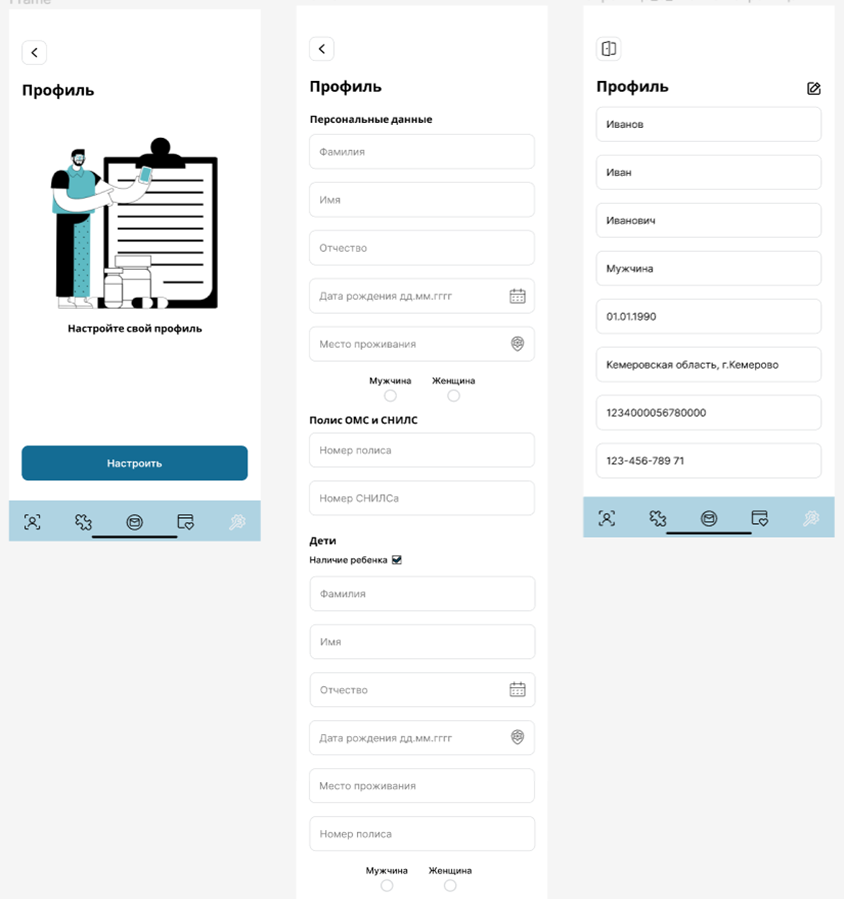 Frame
Профиль
Настройте свой профиль
Настроить
Профиль
Персональные данные
Фамилия
Имя
Отчество
Дата рождения дд.мм.гггг
Место проживания
Мужчина Женщина
Полис ОМС и СНИЛС
Номер полиса
Номер СНИЛСа
Дети
Наличие ребенка
Фамилия
Имя
Отчество
Дата рождения дд.мм.гггг
Место проживания
Номер полиса
Мужчина Женщина
Профиль
Иванов
Иван
Иванович
Мужчина
01.01.1990
Кемеровская область, г.Кемерово
1234000056780000
123-456-789 71